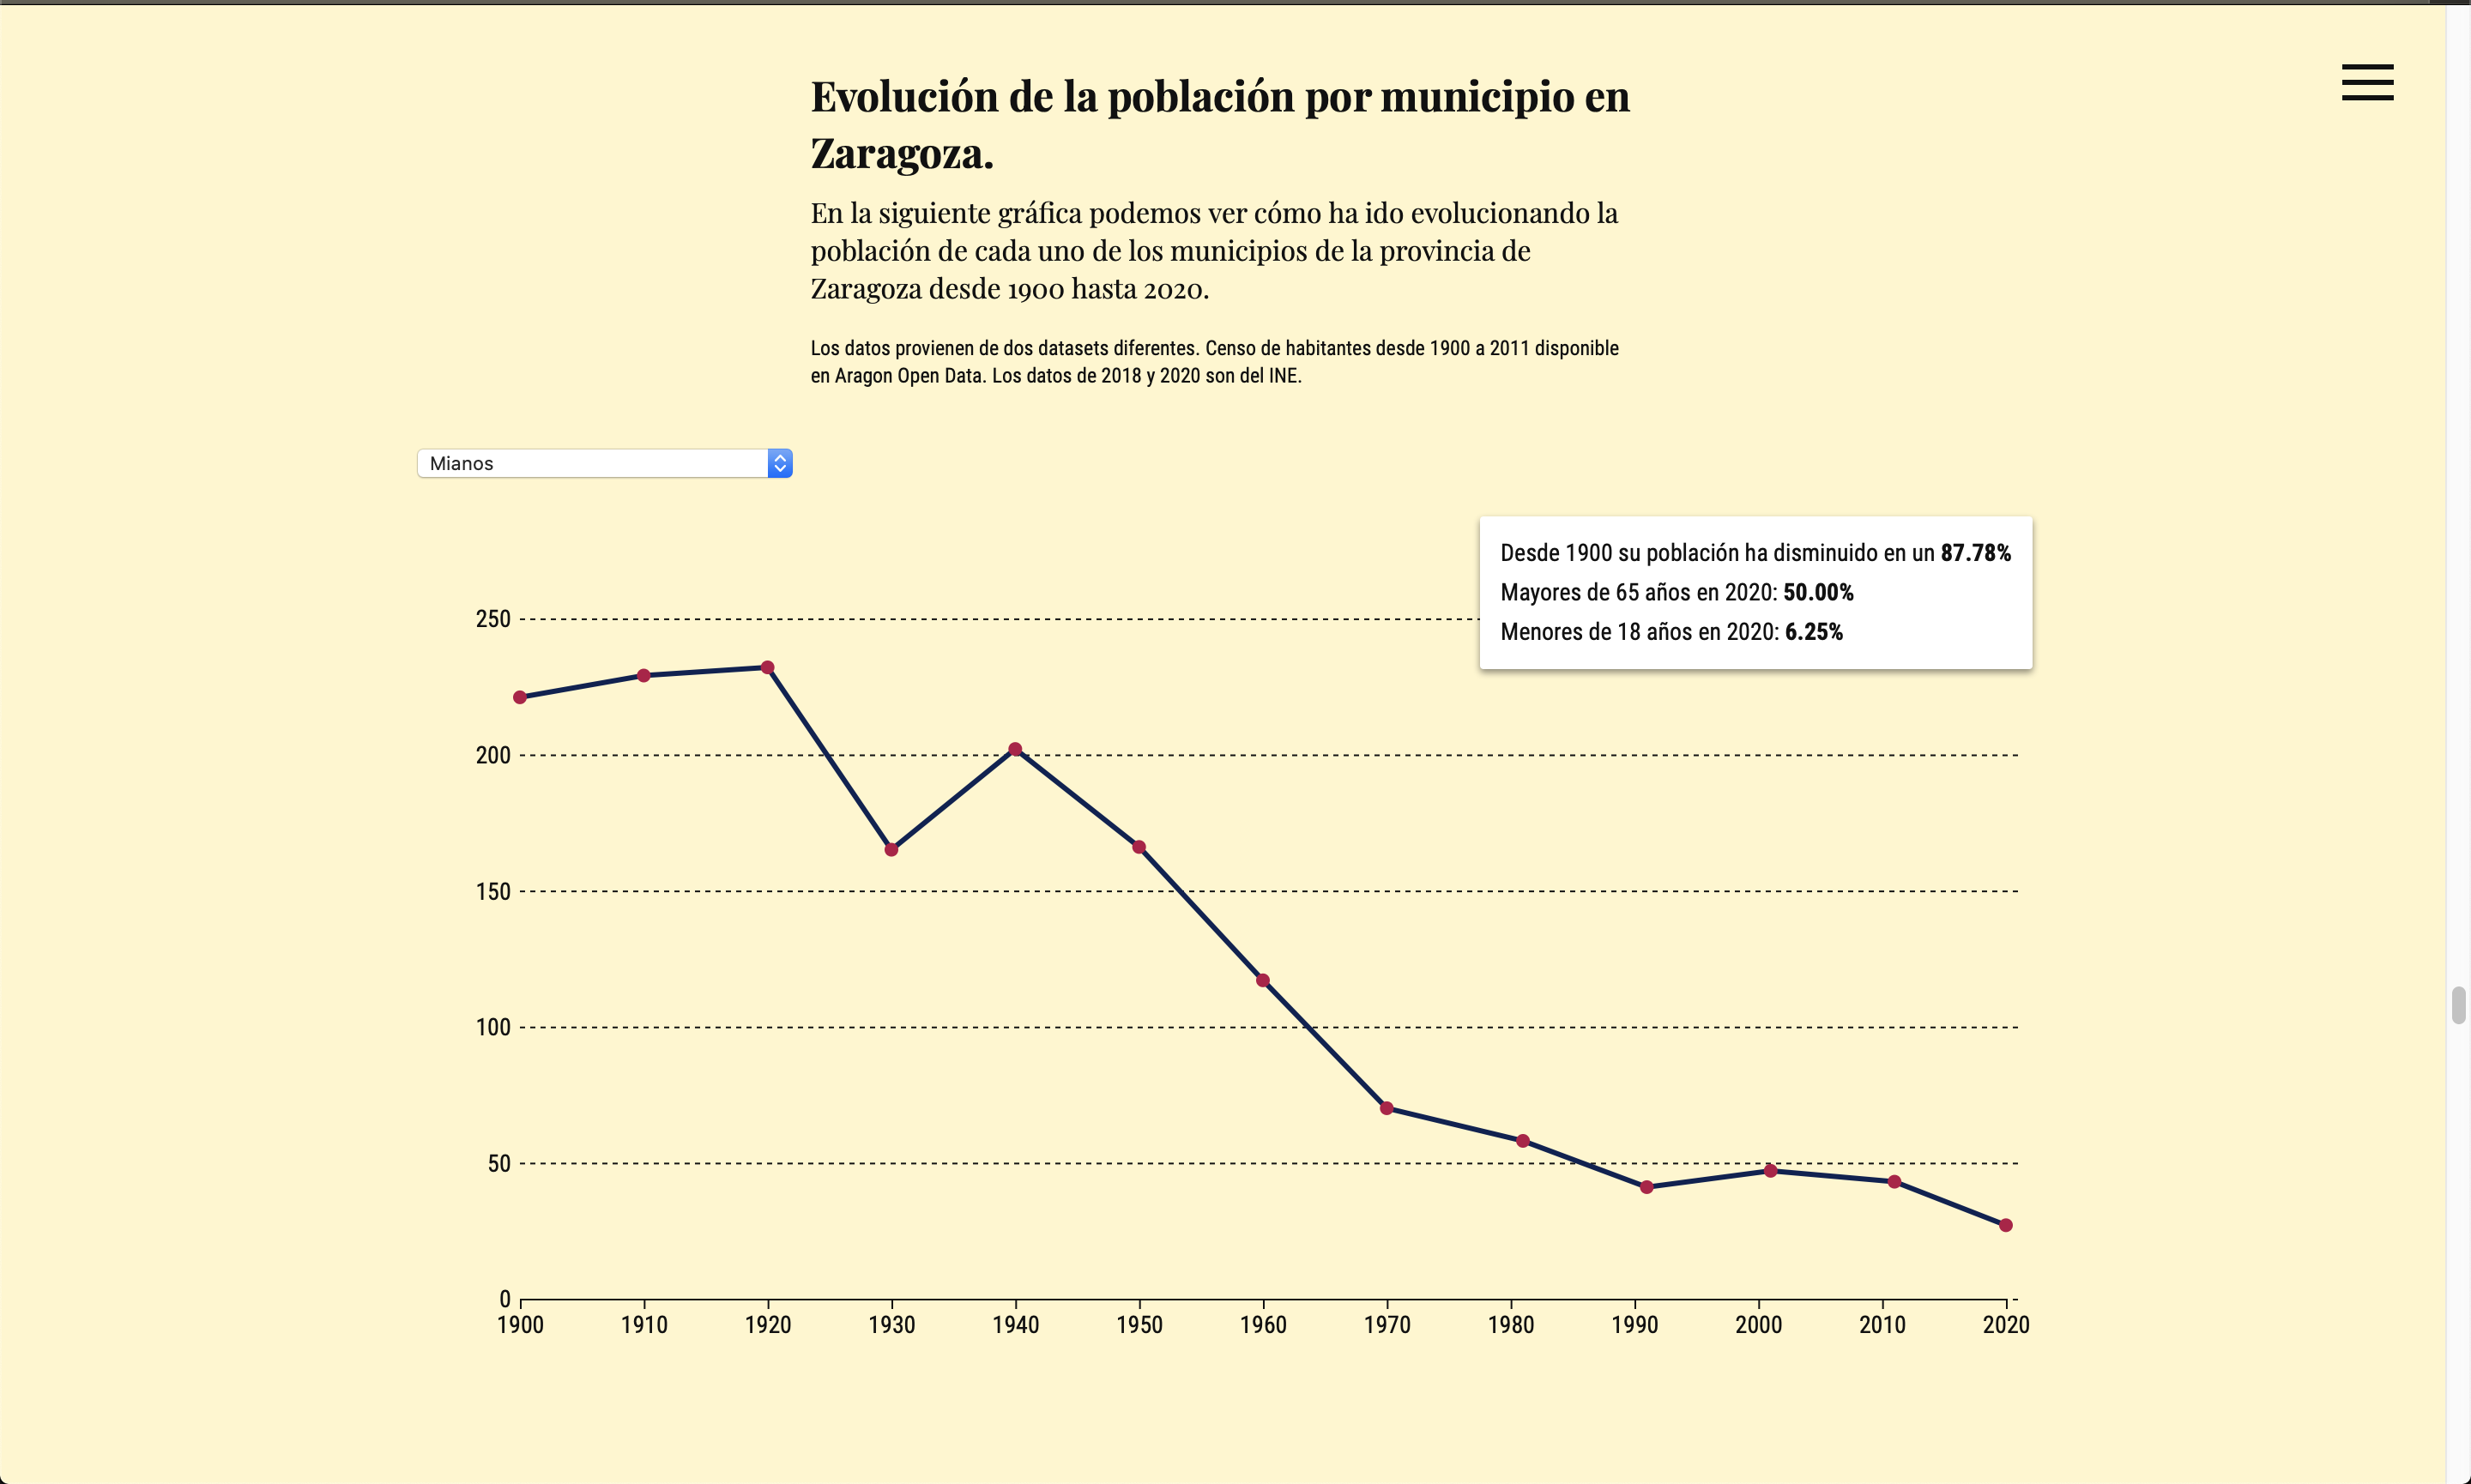 Evolución de la población por municipio en
Zaragoza.
En la siguiente gráfica podemos ver cómo ha ido evolucionando la
población de cada uno de los municipios de la provincia de
Zaragoza desde 1900 hasta 2020.
Los datos provienen de dos datasets diferentes. Censo de habitantes desde 1900 a 2011 disponible
en Aragon Open Data. Los datos de 2018 y 2020 son del INE.
Mianos
Desde 1900 su población ha disminuido en un 87.78%
Mayores de 65 años en 2020: 50.00%
Menores de 18 años en 2020: 6.25%
250
200
150
100
50
0
1900 1910 1920 1930 1940 1950 1960 1970 1980 1990 2000 2010 2020